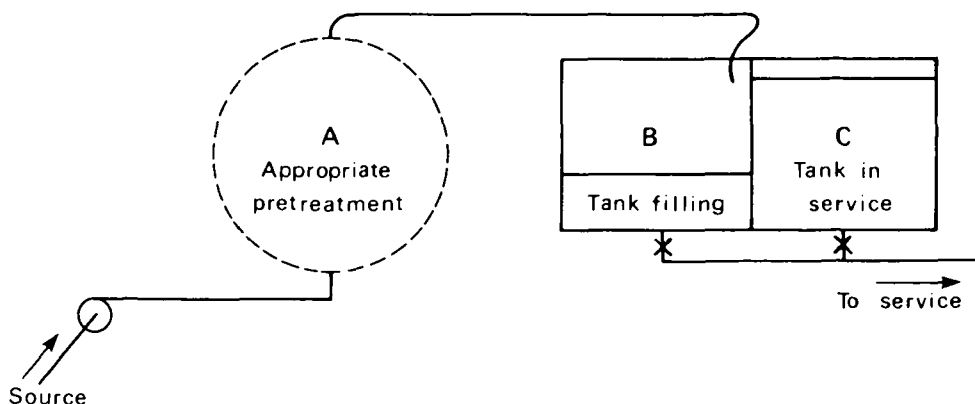 A
Appropriate
pretreatment
B
Tank filling
C
Tank in
service
To service
Source